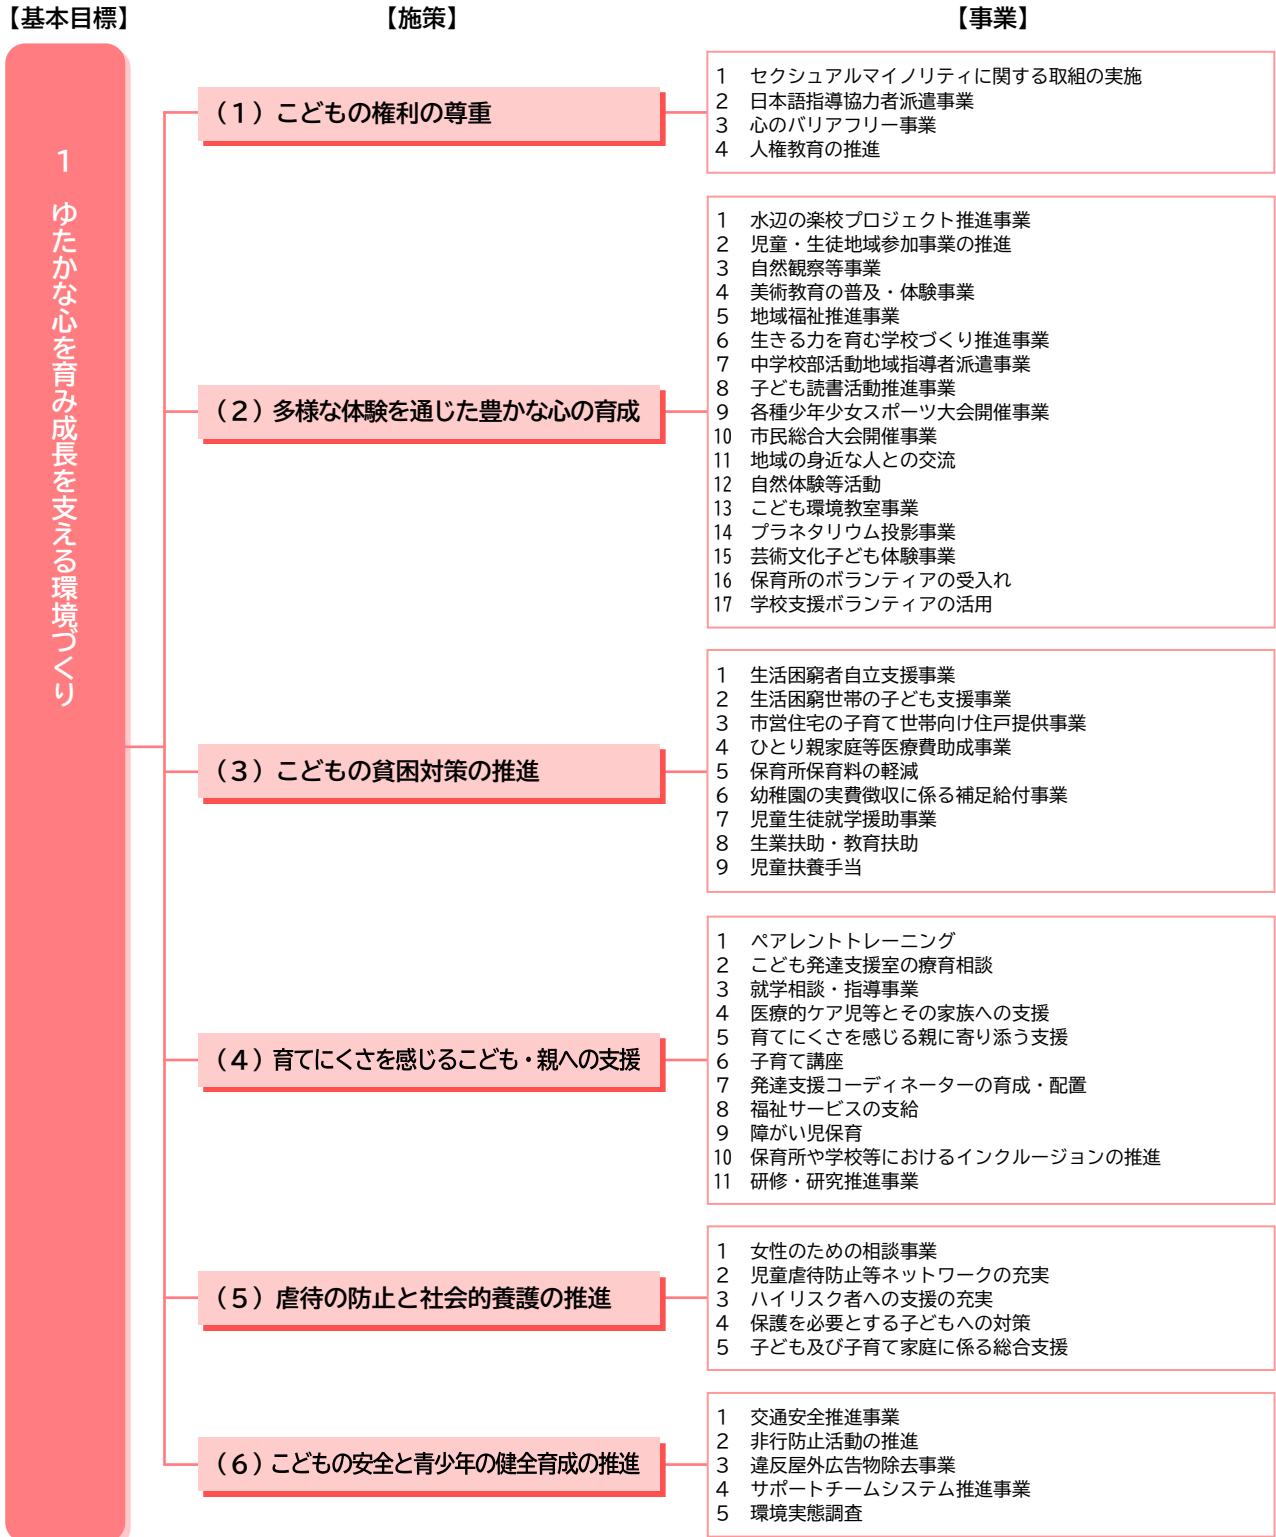 【基本目標】
【施策】
【事業】
1 ゆたかな心を育み成長を支える環境づくり
（1）こどもの権利の尊重
1 セクシュアルマイノリティに関する取組の実施
2 日本語指導協力者派遣事業
3 心のバリアフリー事業
4 人権教育の推進
（2）多様な体験を通じた豊かな心の育成
1 水辺の楽校プロジェクト推進事業
2 児童・生徒地域参加事業の推進
3 自然観察等事業
4 美術教育の普及・体験事業
5 地域福祉推進事業
6 生きる力を育む学校づくり推進事業
7 中学校部活動地域指導者派遣事業
8 子ども読書活動推進事業
9 各種少年少女スポーツ大会開催事業
10 市民総合大会開催事業
11 地域の身近な人との交流
12 自然体験等活動
13 こども環境教室事業
14 プラネタリウム投影事業
15 芸術文化子ども体験事業
16 保育所のボランティアの受入れ
17 学校支援ボランティアの活用
（3）こどもの貧困対策の推進
1 生活困窮者自立支援事業
2 生活困窮世帯の子ども支援事業
3 市営住宅の子育て世帯向け住戸提供事業
4 ひとり親家庭等医療費助成事業
5 保育所保育料の軽減
6 幼稚園の実費徴収に係る補足給付事業
7 児童生徒就学援助事業
8 生業扶助・教育扶助
9 児童扶養手当
（4）育てにくさを感じるこども・親への支援
1 ペアレントトレーニング
2 こども発達支援室の療育相談
3 就学相談・指導事業
4 医療的ケア児等とその家族への支援
5 育てにくさを感じる親に寄り添う支援
6 子育て講座
7 発達支援コーディネーターの育成・配置
8 福祉サービスの支給
9 障がい児保育
10 保育所や学校等におけるインクルージョンの推進
11 研修・研究推進事業
（5）虐待の防止と社会的養護の推進
1 女性のための相談事業
2 児童虐待防止等ネットワークの充実
3 ハイリスク者への支援の充実
4 保護を必要とする子どもへの対策
5 子ども及び子育て家庭に係る総合支援
（6）こどもの安全と青少年の健全育成の推進
1 交通安全推進事業
2 非行防止活動の推進
3 違反屋外広告物除去事業
4 サポートチームシステム推進事業
5 環境実態調査